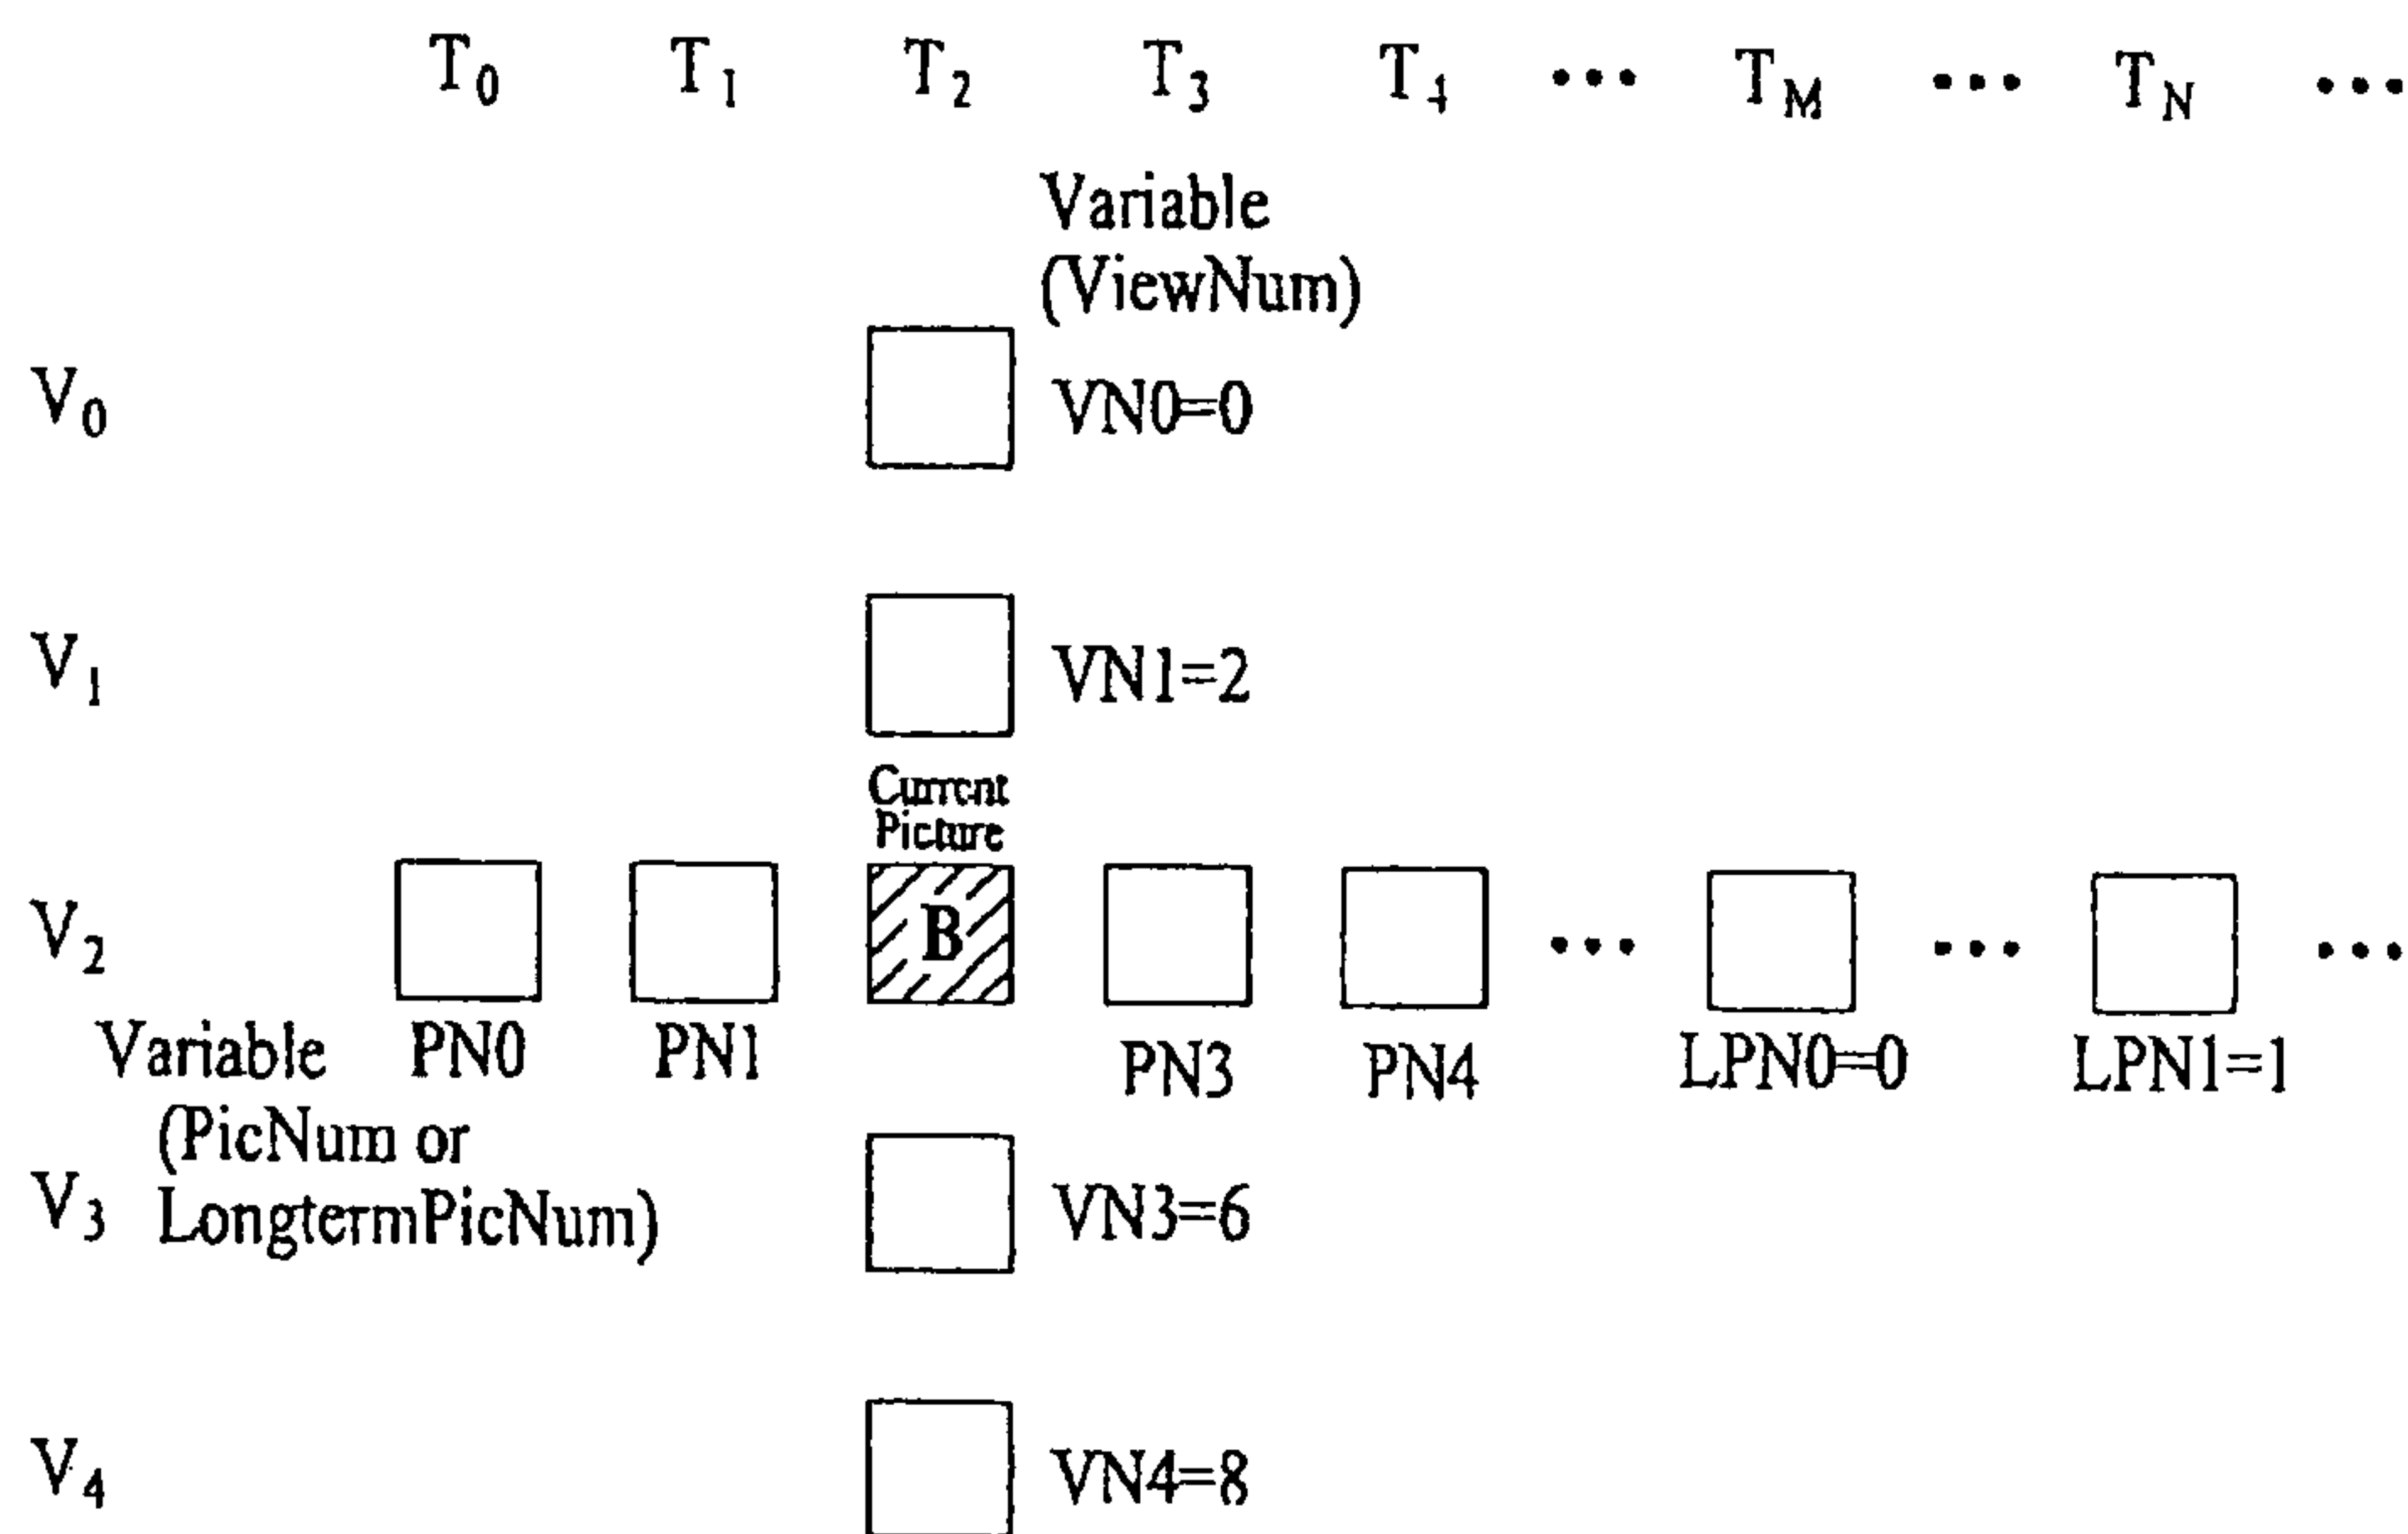 T0 T1 T2 T3 T4 ••• TM ••• TN •••
Variable
(ViewNum)
V0 VN0=0
V1 VN1=2
Current
Picture
V2 B ••• ••• •••
Variable PN0 PN1 PN3 PN4 LPN0=0 LPN1=1
(PicNum or
V3 LongtermPicNum) VN3=6
V4 VN4=8